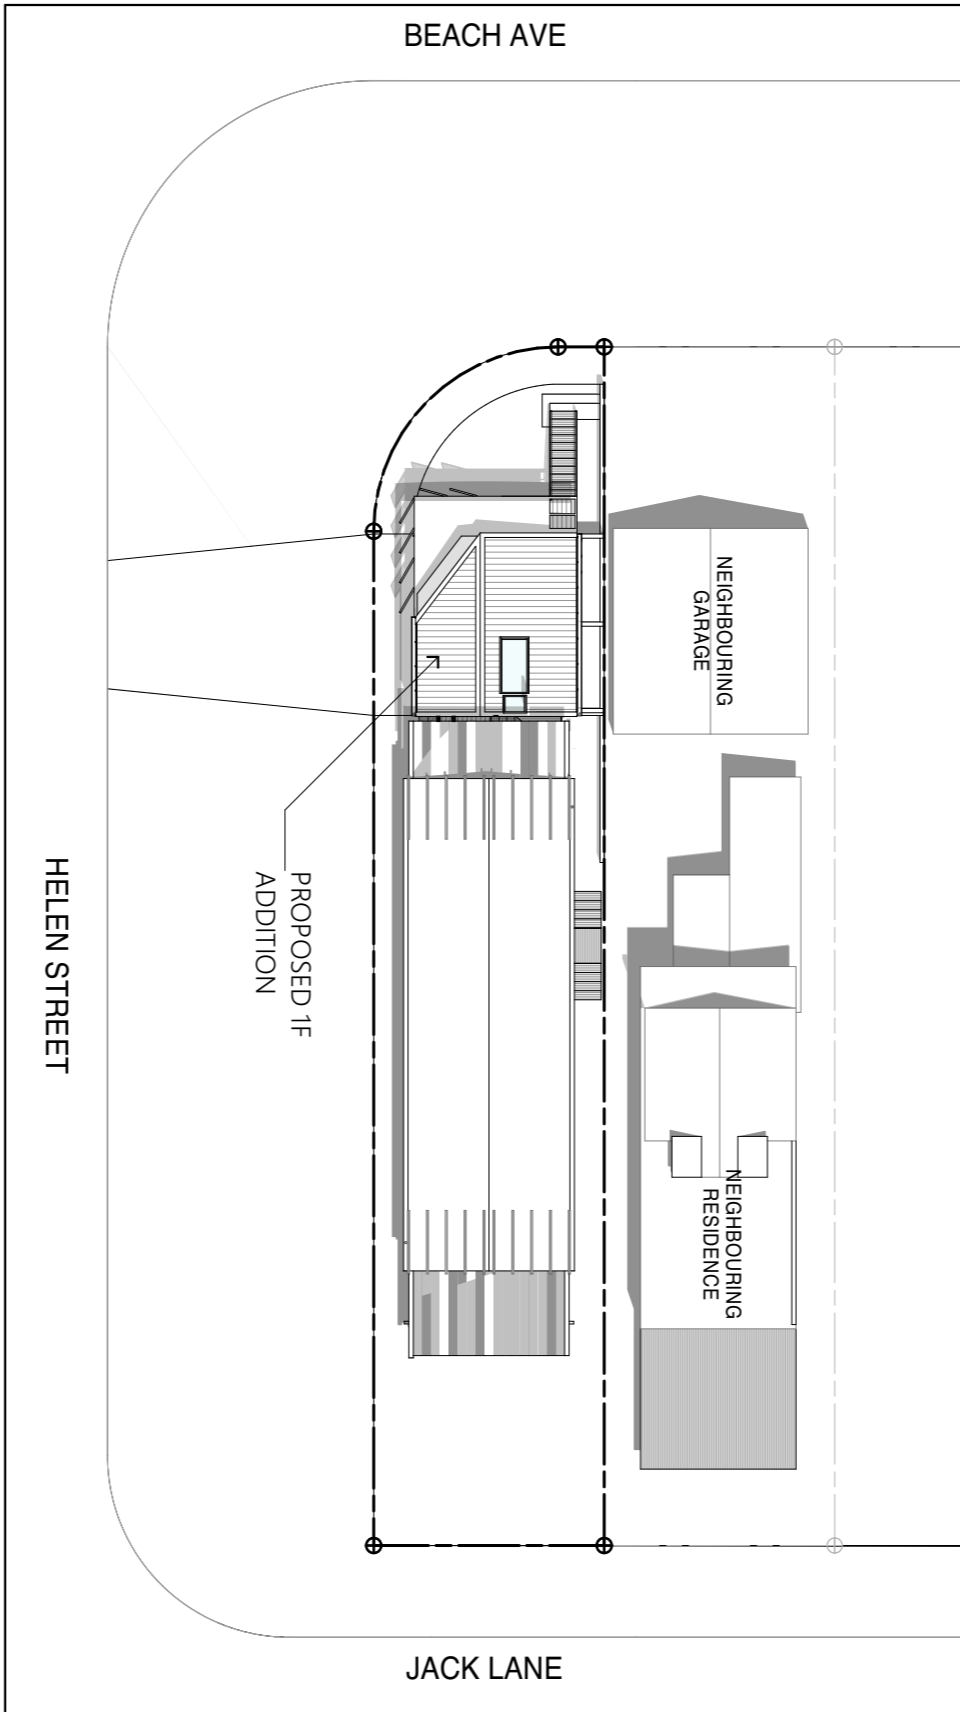 BEACH AVE
NEIGHBOURING
GARAGE
PROPOSED 1F
ADDITION
HELEN STREET
NEIGHBOURING
RESIDENCE
JACK LANE